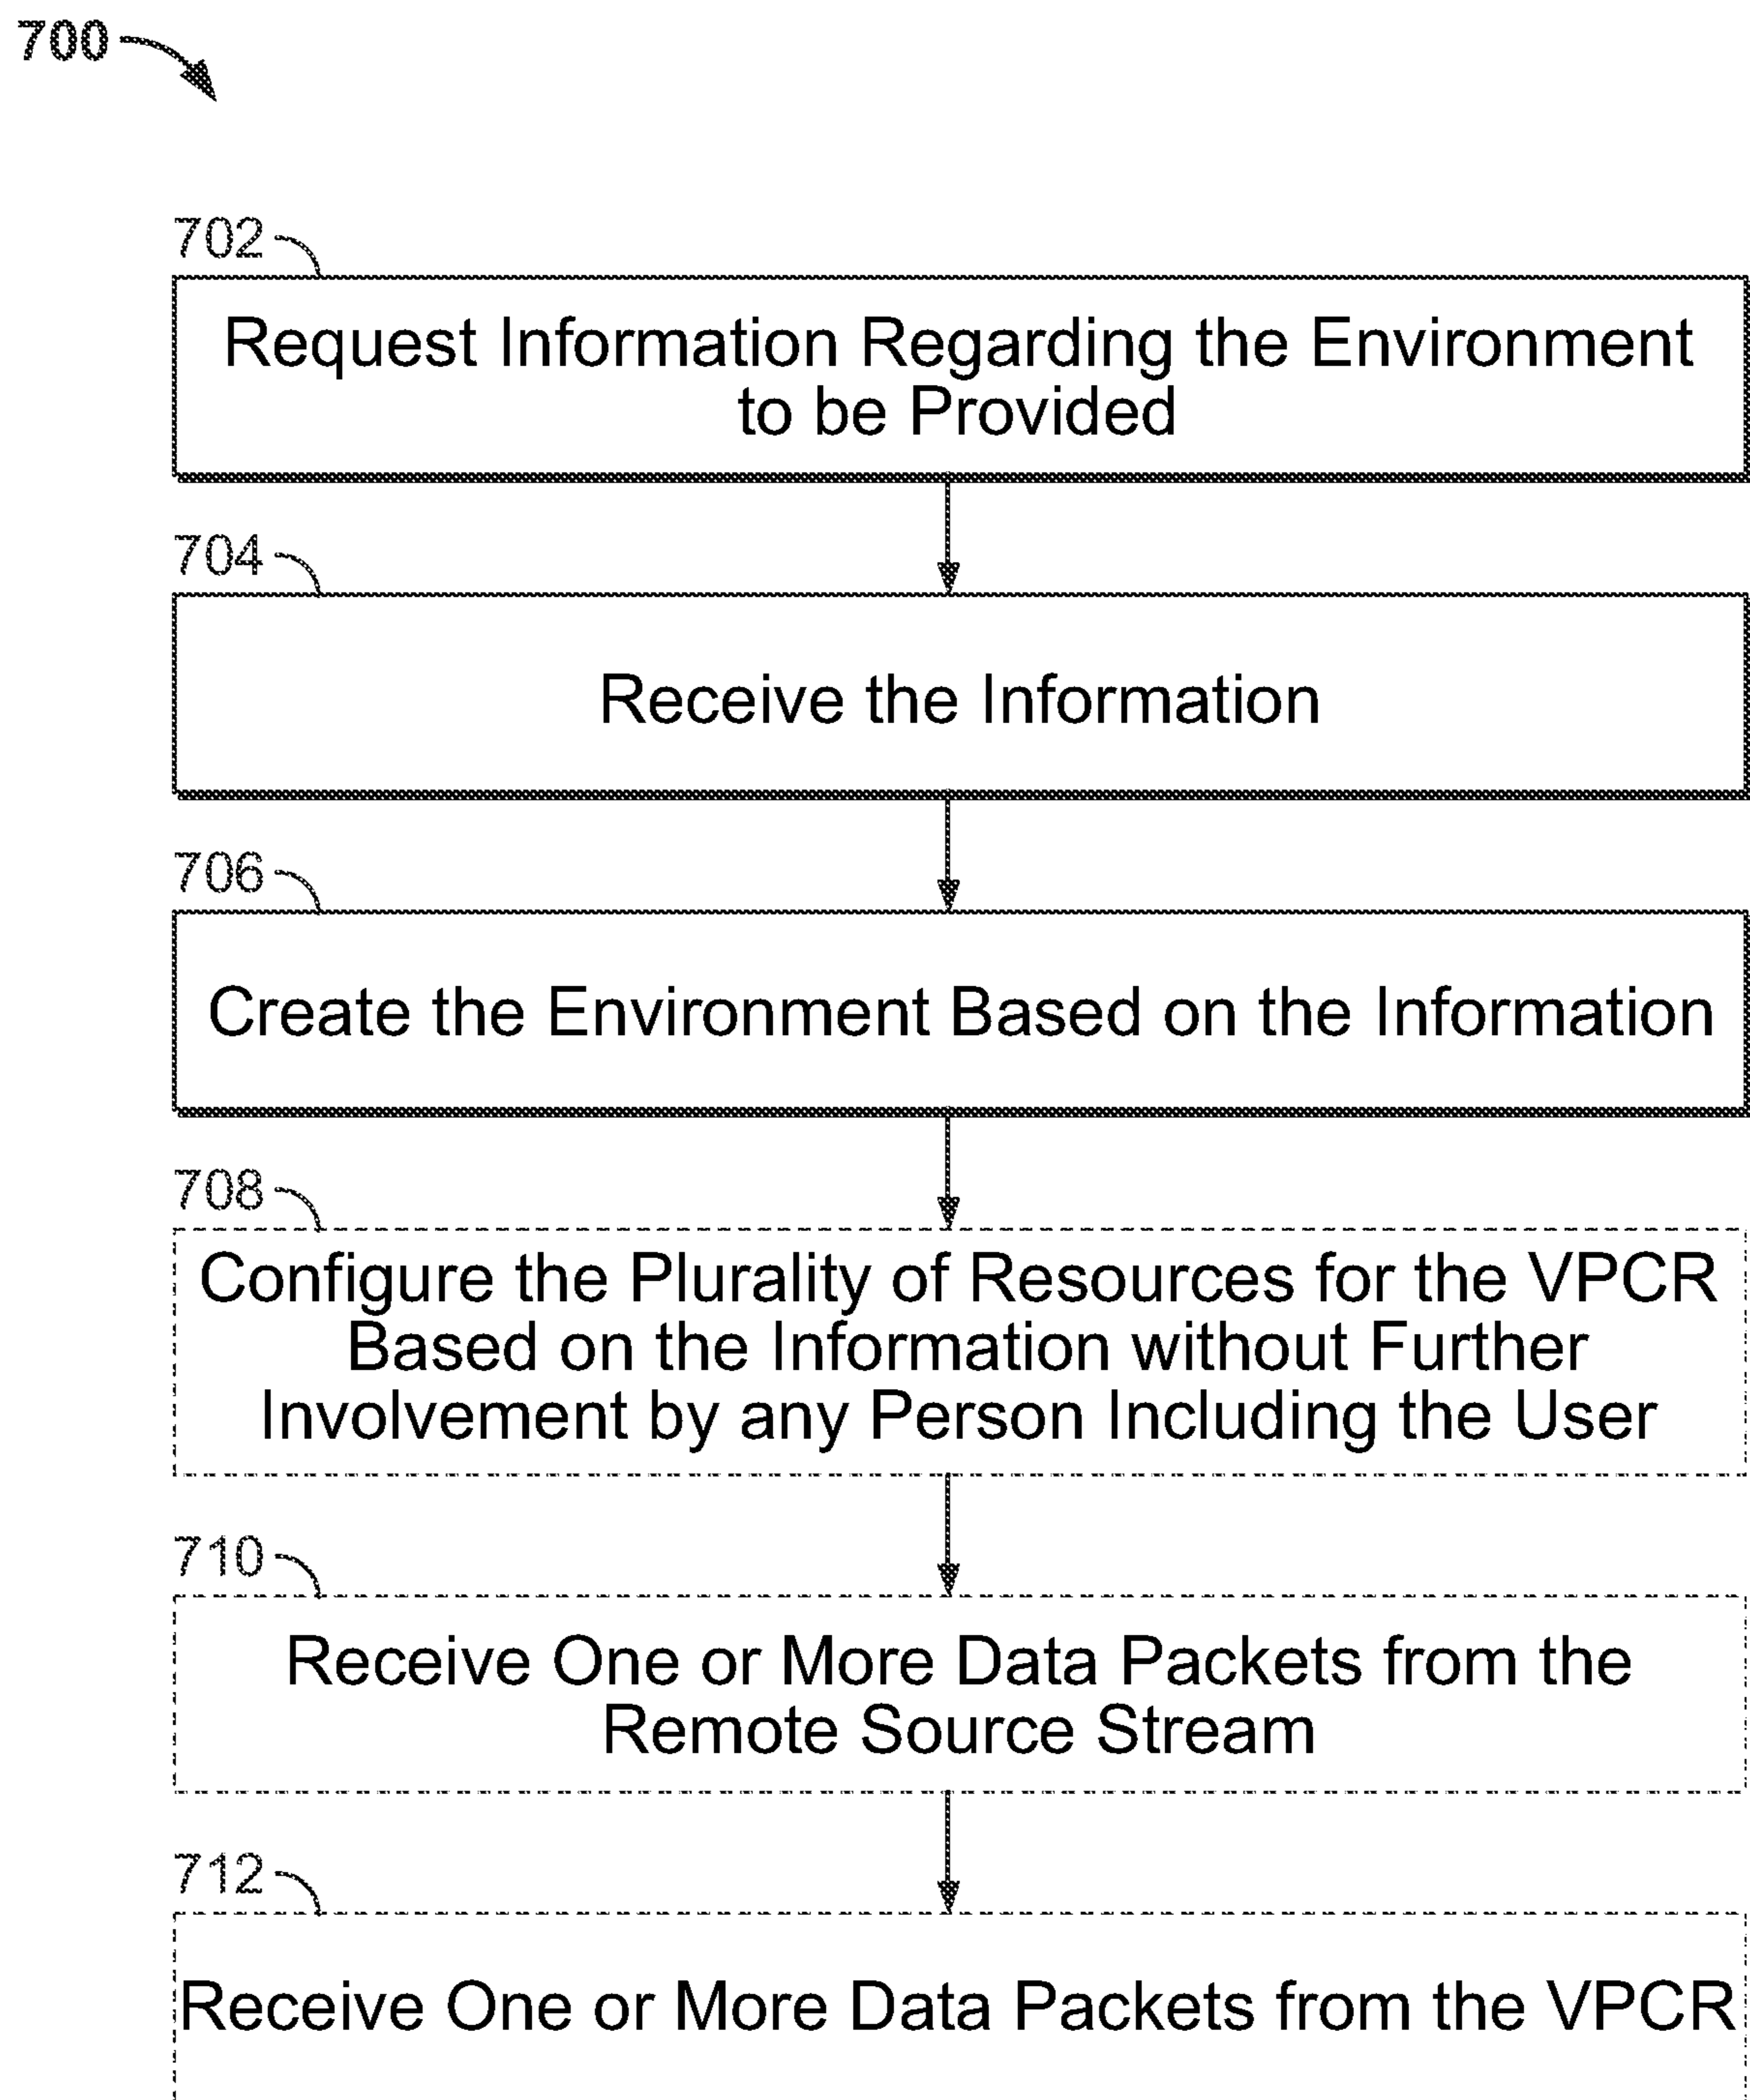 700
702
Request Information Regarding the Environment
to be Provided
704
Receive the Information
706
Create the Environment Based on the Information
708
Configure the Plurality of Resources for the VPCR
Based on the Information without Further
Involvement by any Person Including the User
710
Receive One or More Data Packets from the
Remote Source Stream
712
Receive One or More Data Packets from the VPCR